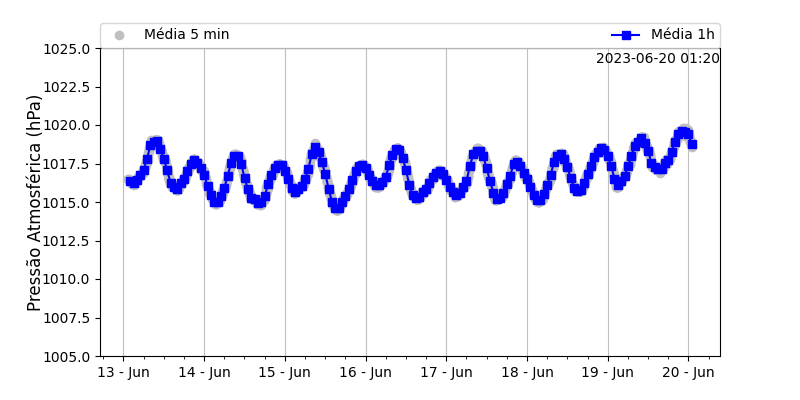 Média 5 min
Média 1h
2023-06-20 01:20
Pressão Atmosférica (hPa)
1025.0
1022.5
1020.0
1017.5
1015.0
1012.5
1010.0
1007.5
1005.0
13 - Jun
14 - Jun
15 - Jun
16 - Jun
17 - Jun
18 - Jun
19 - Jun
20 - Jun